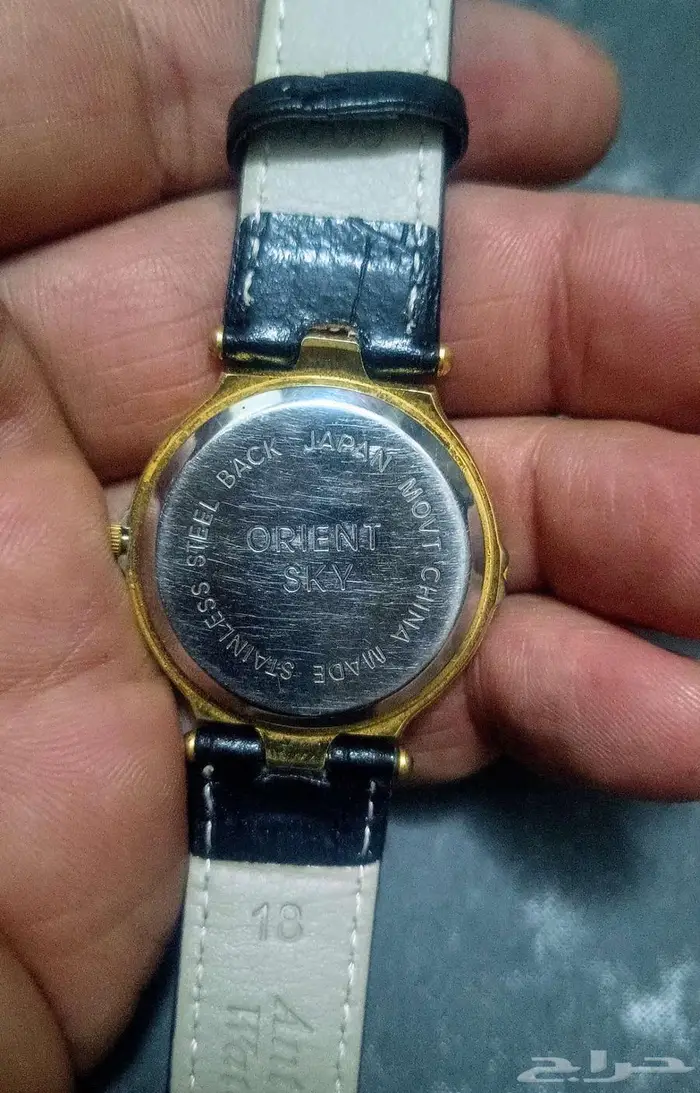 STAINLESS STEEL BACK JAPAN MOVT CHINA MADE
ORIENT
SKY
18
حراج